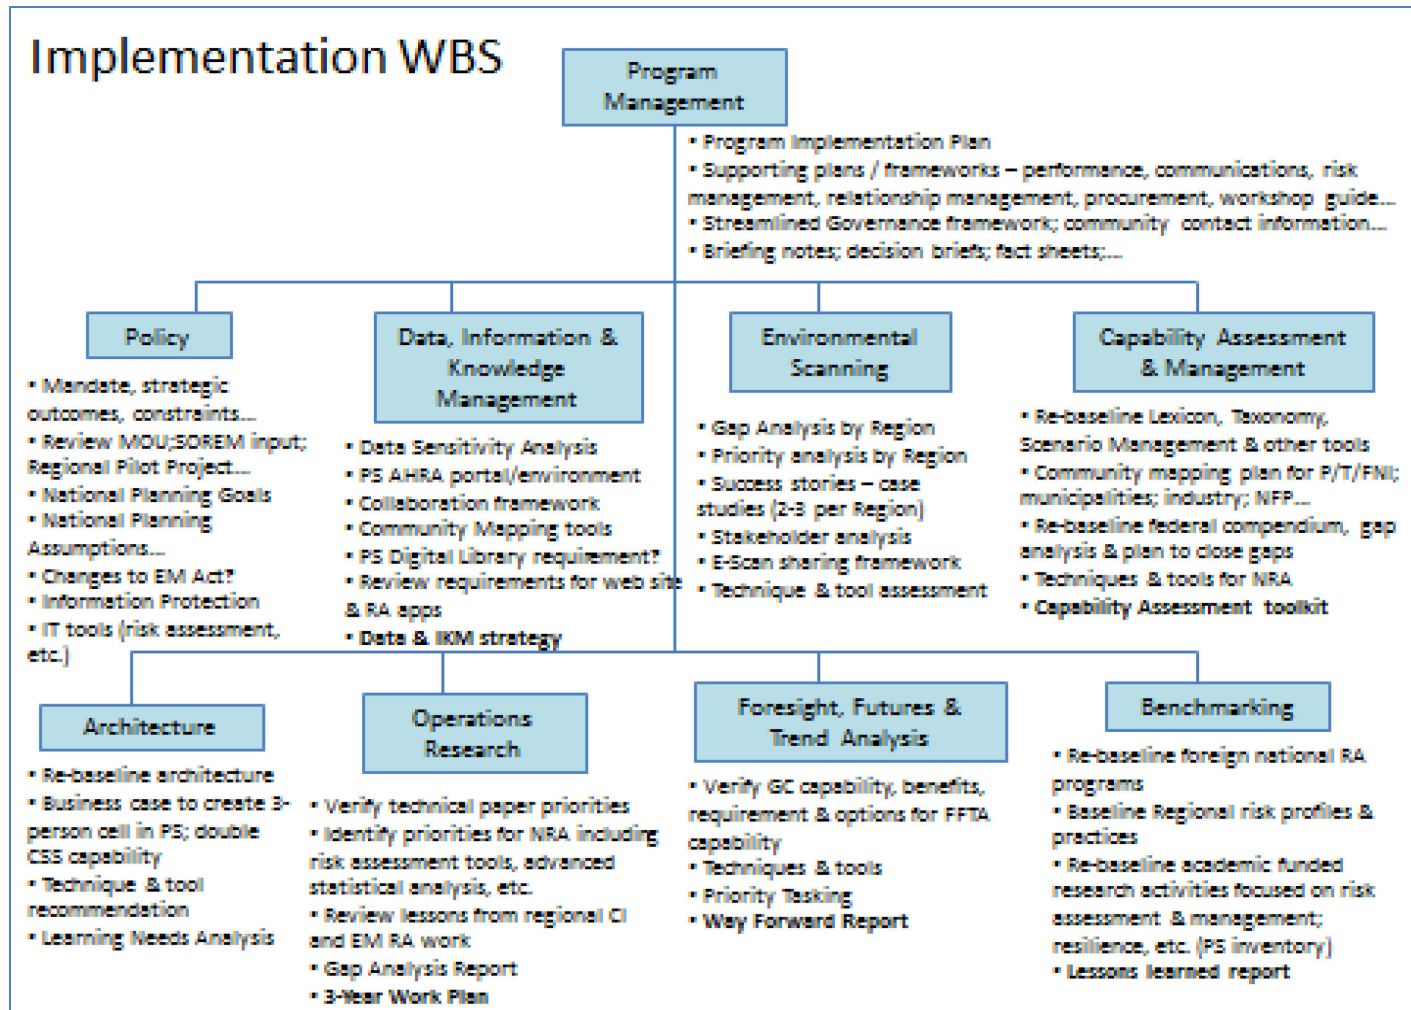 Implementation WBS
Program
Management
▪ Program Implementation Plan
▪ Supporting plans / frameworks – performance, communications, risk
management, relationship management, procurement, workshop guide....
▪ Streamlined Governance framework; community contact information....
▪ Briefing notes; decision briefs; fact sheets;....
Policy
▪ Mandate, strategic
outcomes, constraints....
▪ Review MOU;SOREM input;
Regional Pilot Project....
▪ National Planning Goals
▪ National Planning
Assumptions....
▪ Changes to EM Act?
▪ Information Protection
▪ IT tools (risk assessment,
etc.)
Data, Information &
Knowledge
Management
▪ Data Sensitivity Analysis
▪ PS AHRA portal/environment
▪ Collaboration framework
▪ Community Mapping tools
▪ PS Digital Library requirement?
▪ Review requirements for web site
& RA apps
▪ Data & IKM strategy
Environmental
Scanning
▪ Gap Analysis by Region
▪ Priority analysis by Region
▪ Success stories – case
studies (2-3 per Region)
▪ Stakeholder analysis
▪ E-Scan sharing framework
▪ Technique & tool assessment
Capability Assessment
& Management
▪ Re-baseline Lexicon, Taxonomy,
Scenario Management & other tools
▪ Community mapping plan for P/T/FNI;
municipalities; industry; NFP....
▪ Re-baseline federal compendium, gap
analysis & plan to close gaps
▪ Techniques & tools for NRA
▪ Capability Assessment toolkit
Architecture
▪ Re-baseline architecture
▪ Business case to create 3-
person cell in PS; double
CSS capability
▪ Technique & tool
recommendation
▪ Learning Needs Analysis
Operations
Research
▪ Verify technical paper priorities
▪ Identify priorities for NRA including
risk assessment tools, advanced
statistical analysis, etc.
▪ Review lessons from regional CI
and EM RA work
▪ Gap Analysis Report
▪ 3-Year Work Plan
Foresight, Futures &
Trend Analysis
▪ Verify GC capability, benefits,
requirement & options for FFTA
capability
▪ Techniques & tools
▪ Priority Tasking
▪ Way Forward Report
Benchmarking
▪ Re-baseline foreign national RA
programs
▪ Baseline Regional risk profiles &
practices
▪ Re-baseline academic funded
research activities focused on risk
assessment & management;
resilience, etc. (PS inventory)
▪ Lessons learned report